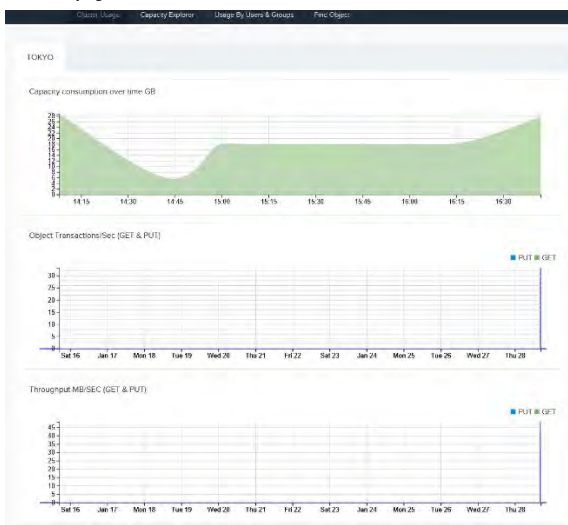 Cluster Usage Capacity Explorer Usage By Users & Groups Find Object
TOKYO
Capacity consumption over time GB
14:15 14:30 14:45 15:00 15:15 15:30 15:45 16:00 16:15 16:30
Object Transactions/Sec (GET & PUT)
PUT GET
30
25
20
15
10
5
0
Sat 16 Jan 17 Mon 18 Tue 19 Wed 20 Thu 21 Fri 22 Sat 23 Jan 24 Mon 25 Tue 26 Wed 27 Thu 28
Throughput MB/SEC (GET & PUT)
PUT GET
45
40
35
30
25
20
15
10
5
0
Sat 16 Jan 17 Mon 18 Tue 19 Wed 20 Thu 21 Fri 22 Sat 23 Jan 24 Mon 25 Tue 26 Wed 27 Thu 28